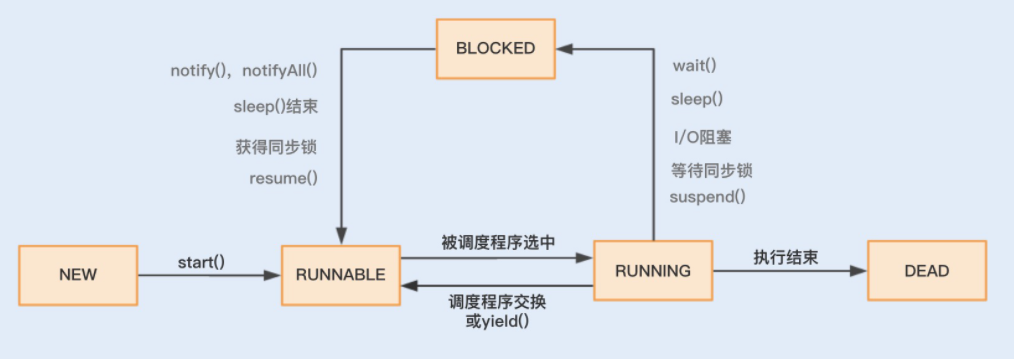 BLOCKED
notify()，notifyAll()
sleep()结束
获得同步锁
resume()
wait()
sleep()
I/O阻塞
等待同步锁
suspend()
NEW
start()
RUNNABLE
被调度程序选中
调度程序交换
或yield()
RUNNING
执行结束
DEAD